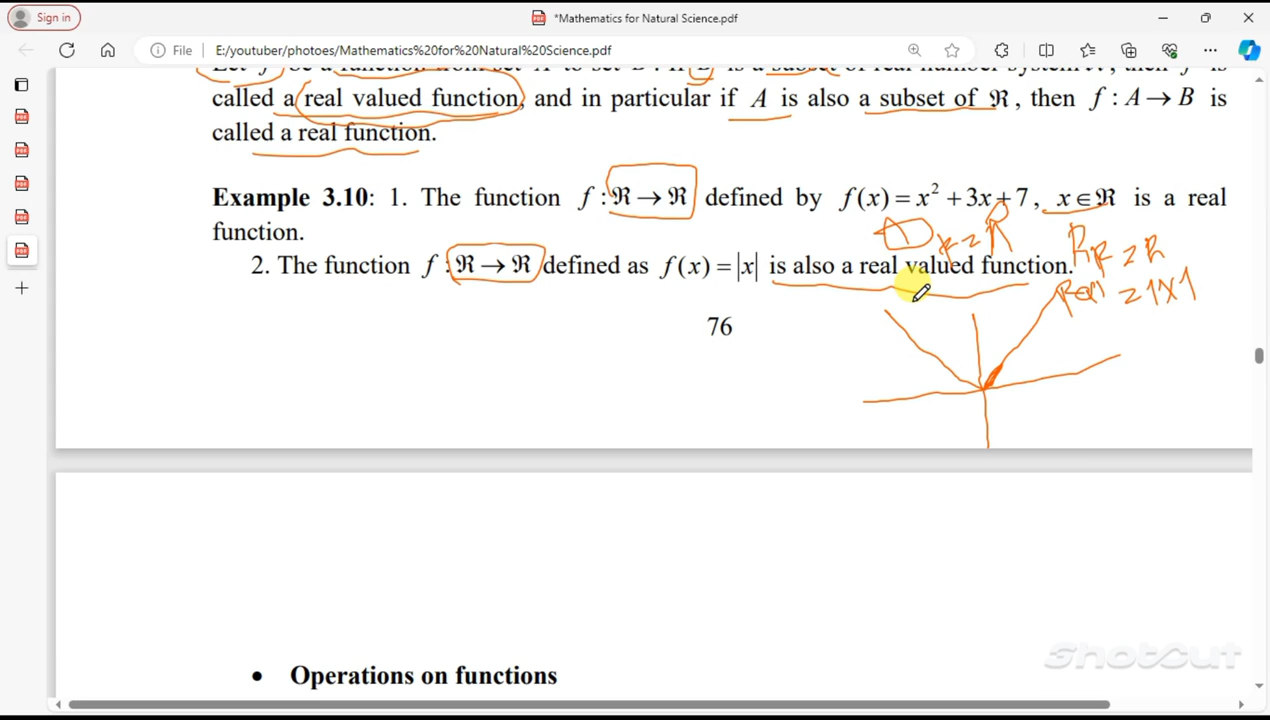 Sign in
*Mathematics for Natural Science.pdf
File
E:/youtuber/photoes/Mathematics%20for%20Natural%20Science.pdf
called a real valued function, and in particular if A is also a subset of ℜ, then f : A → B is
called a real function.
Example 3.10: 1. The function f : ℜ → ℜ defined by f(x) = x² + 3x + 7, x ∈ ℜ is a real
function.
D_f = R
R_f = R
2. The function f : ℜ → ℜ defined as f(x) = |x| is also a real valued function.
= |x|
76
• Operations on functions
Shotcut